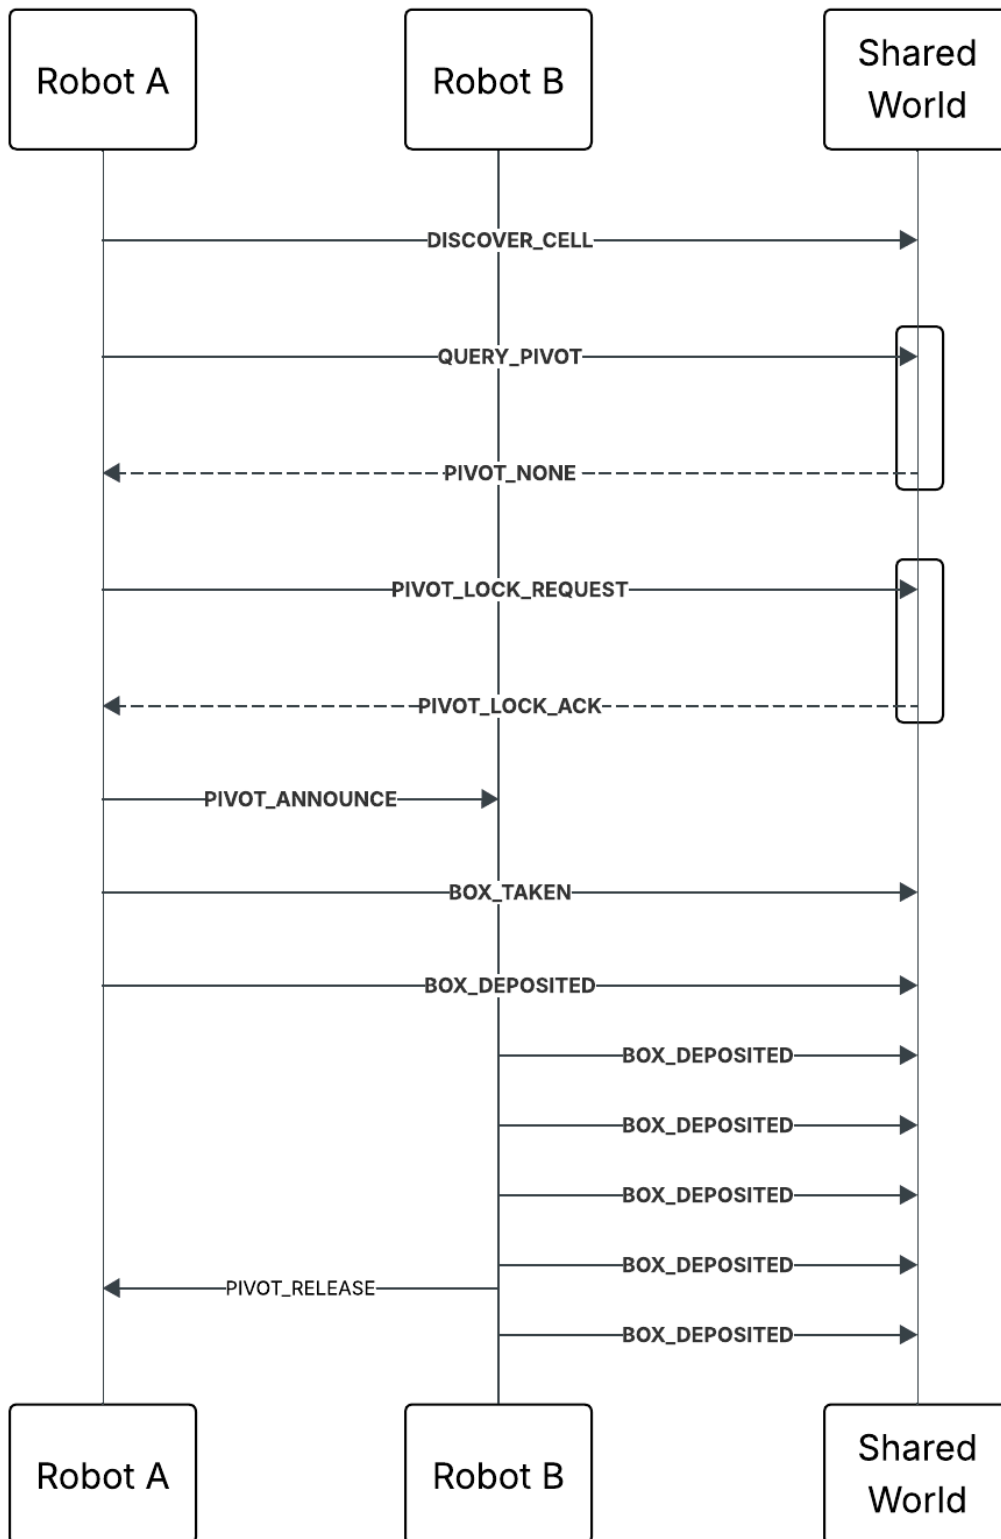 Robot A
Robot B
Shared
World
DISCOVER_CELL
QUERY_PIVOT
PIVOT_NONE
PIVOT_LOCK_REQUEST
PIVOT_LOCK_ACK
PIVOT_ANNOUNCE
BOX_TAKEN
BOX_DEPOSITED
BOX_DEPOSITED
BOX_DEPOSITED
BOX_DEPOSITED
BOX_DEPOSITED
PIVOT_RELEASE
BOX_DEPOSITED
Robot A
Robot B
Shared
World